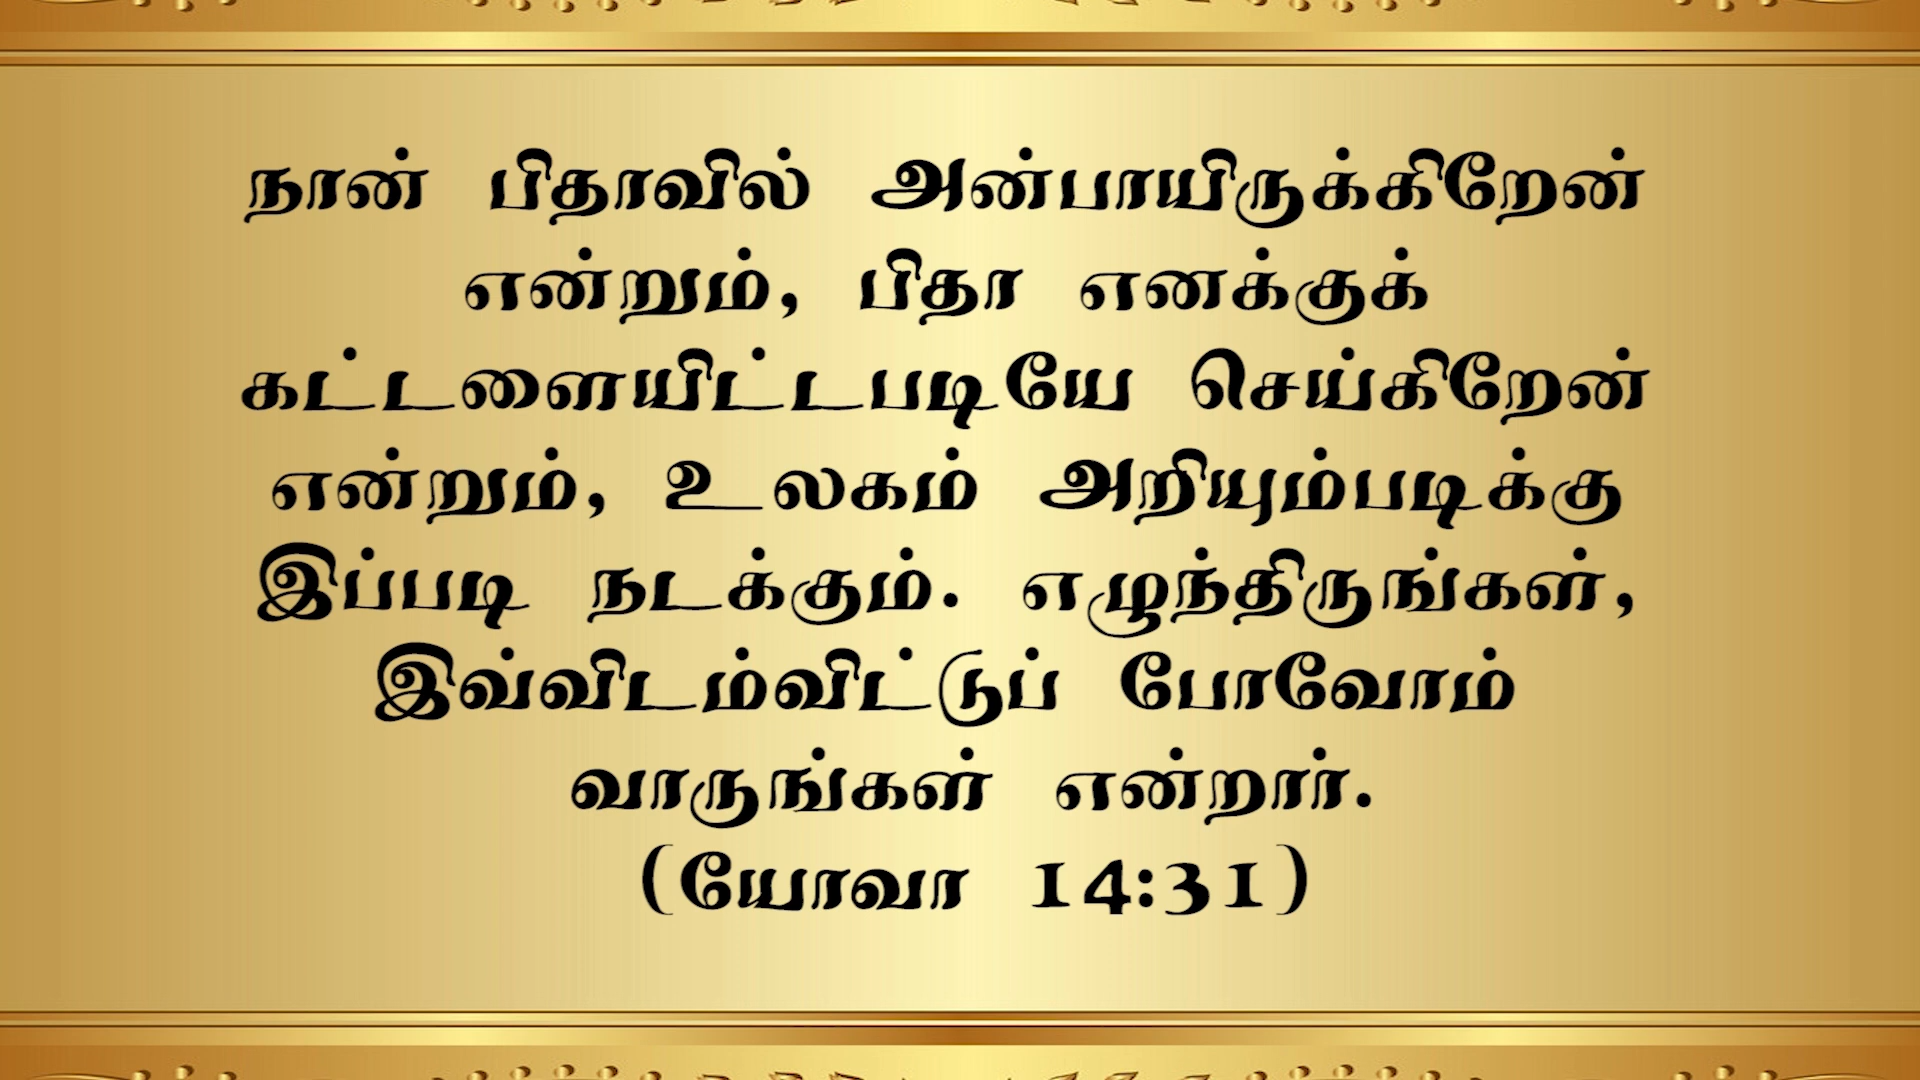 நான் பிதாவில் அன்பாயிருக்கிறேன்
என்றும், பிதா எனக்குக்
கட்டளையிட்டபடியே செய்கிறேன்
என்றும், உலகம் அறியும்படிக்கு
இப்படி நடக்கும். எழுந்திருங்கள்,
இவ்விடம்விட்டுப் போவோம்
வாருங்கள் என்றார்.
(யோவா 14:31)